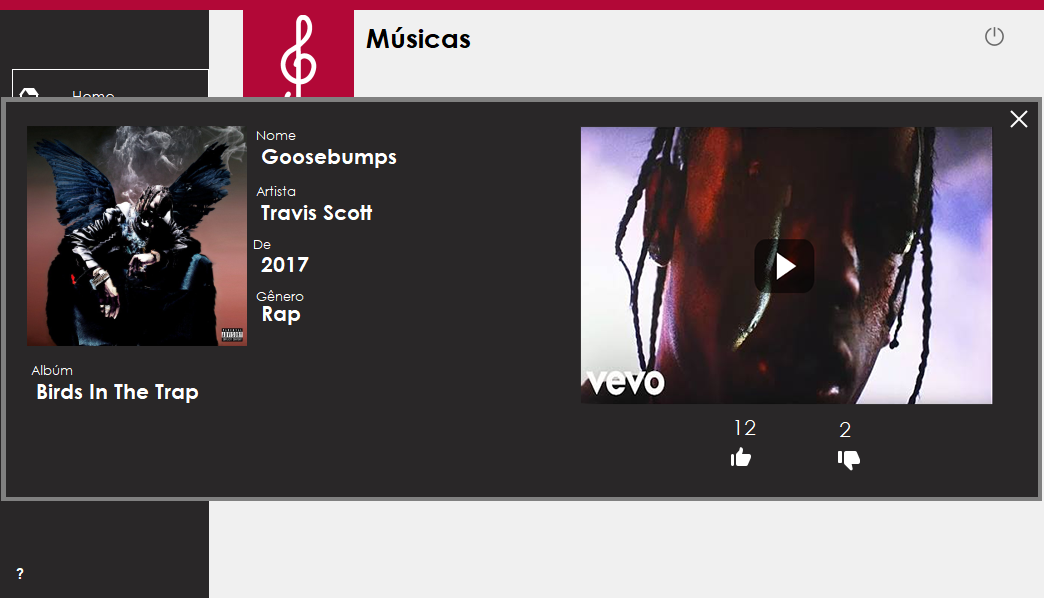 Músicas
Home
Nome
Goosebumps
Artista
Travis Scott
De
2017
Gênero
Rap
Albúm
Birds In The Trap
vevo
12
2
?